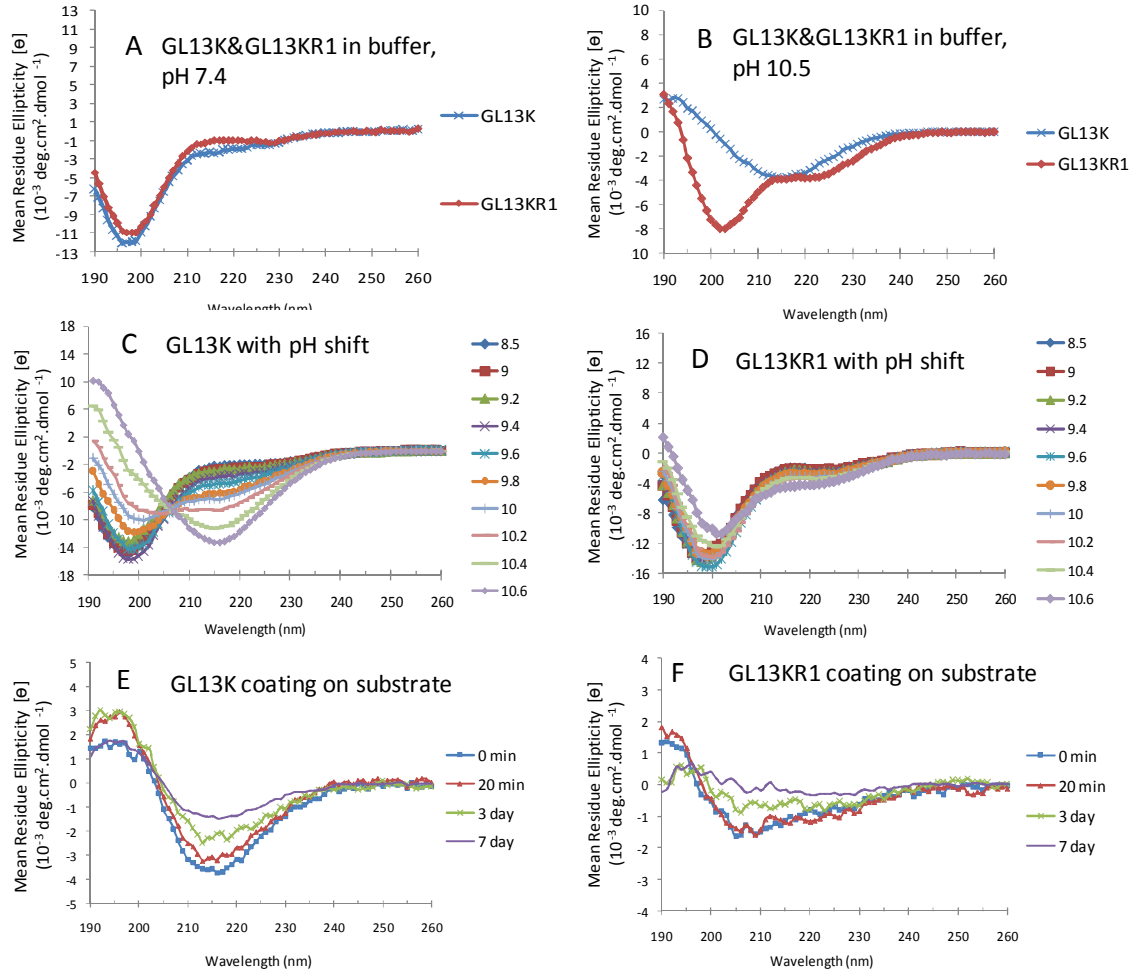 A GL13K&GL13KR1 in buffer,
pH 7.4
Mean Residue Ellipticity [ө]
(10⁻³ deg.cm².dmol ⁻¹)
13
11
9
7
5
3
1
-1
-3
-5
-7
-9
-11
-13
190 200 210 220 230 240 250 260
Wavelength (nm)
GL13K
GL13KR1
B GL13K&GL13KR1 in buffer,
pH 10.5
Mean Residue Ellipticity [ө]
(10⁻³ deg.cm².dmol ⁻¹)
10
8
6
4
2
0
-2
-4
-6
-8
10
190 200 210 220 230 240 250 260
Wavelength (nm)
GL13K
GL13KR1
C GL13K with pH shift
Mean Residue Ellipticity [ө]
(10⁻³ deg.cm².dmol ⁻¹)
18
14
10
6
2
-2
-6
10
14
18
190 200 210 220 230 240 250 260
Wavelength (nm)
8.5
9
9.2
9.4
9.6
9.8
10
10.2
10.4
10.6
D GL13KR1 with pH shift
Mean Residue Ellipticity [ө]
(10⁻³ deg.cm².dmol ⁻¹)
16
12
8
4
0
-4
-8
-12
-16
190 200 210 220 230 240 250 260
Wavelength (nm)
8.5
9
9.2
9.4
9.6
9.8
10
10.2
10.4
10.6
E GL13K coating on substrate
Mean Residue Ellipticity [ө]
(10⁻³ deg.cm².dmol ⁻¹)
5
4
3
2
1
0
-1
-2
-3
-4
-5
190 200 210 220 230 240 250 260
Wavelength (nm)
0 min
20 min
3 day
7 day
F GL13KR1 coating on substrate
Mean Residue Ellipticity [ө]
(10⁻³ deg.cm².dmol ⁻¹)
4
3
2
1
0
-1
-2
-3
-4
190 200 210 220 230 240 250 260
Wavelength (nm)
0 min
20 min
3 day
7 day